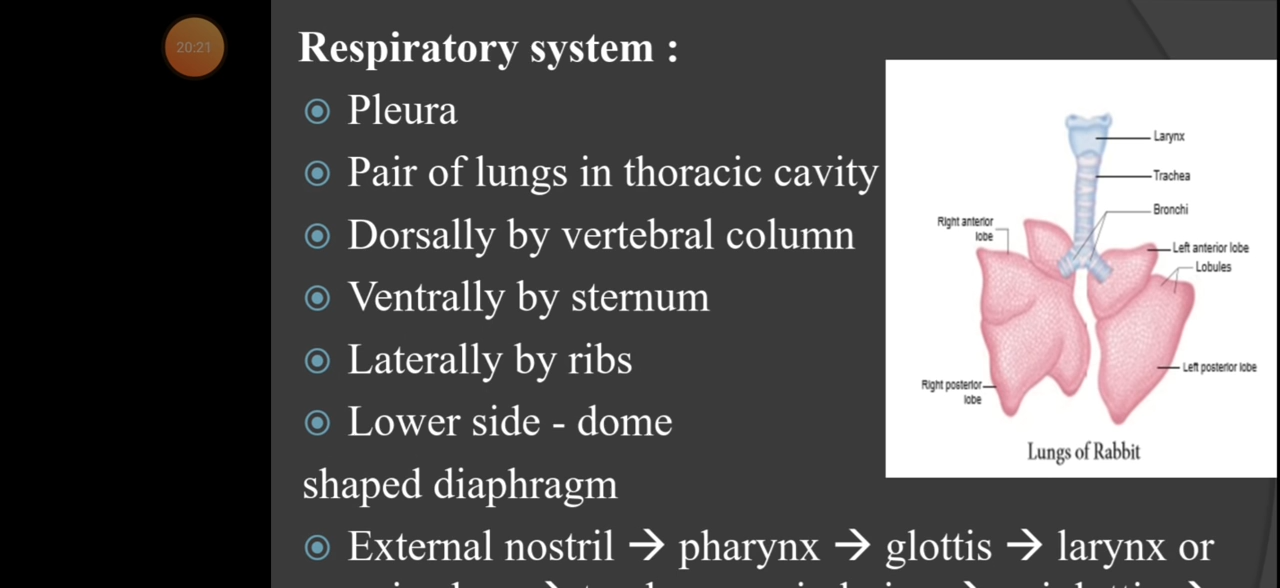 20:21
Respiratory system :
Pleura
Pair of lungs in thoracic cavity
Dorsally by vertebral column
Ventrally by sternum
Laterally by ribs
Lower side - dome
shaped diaphragm
External nostril → pharynx → glottis → larynx or
Larynx
Trachea
Bronchi
Right anterior
lobe
Left anterior lobe
Lobules
Left posterior lobe
Right posterior
lobe
Lungs of Rabbit